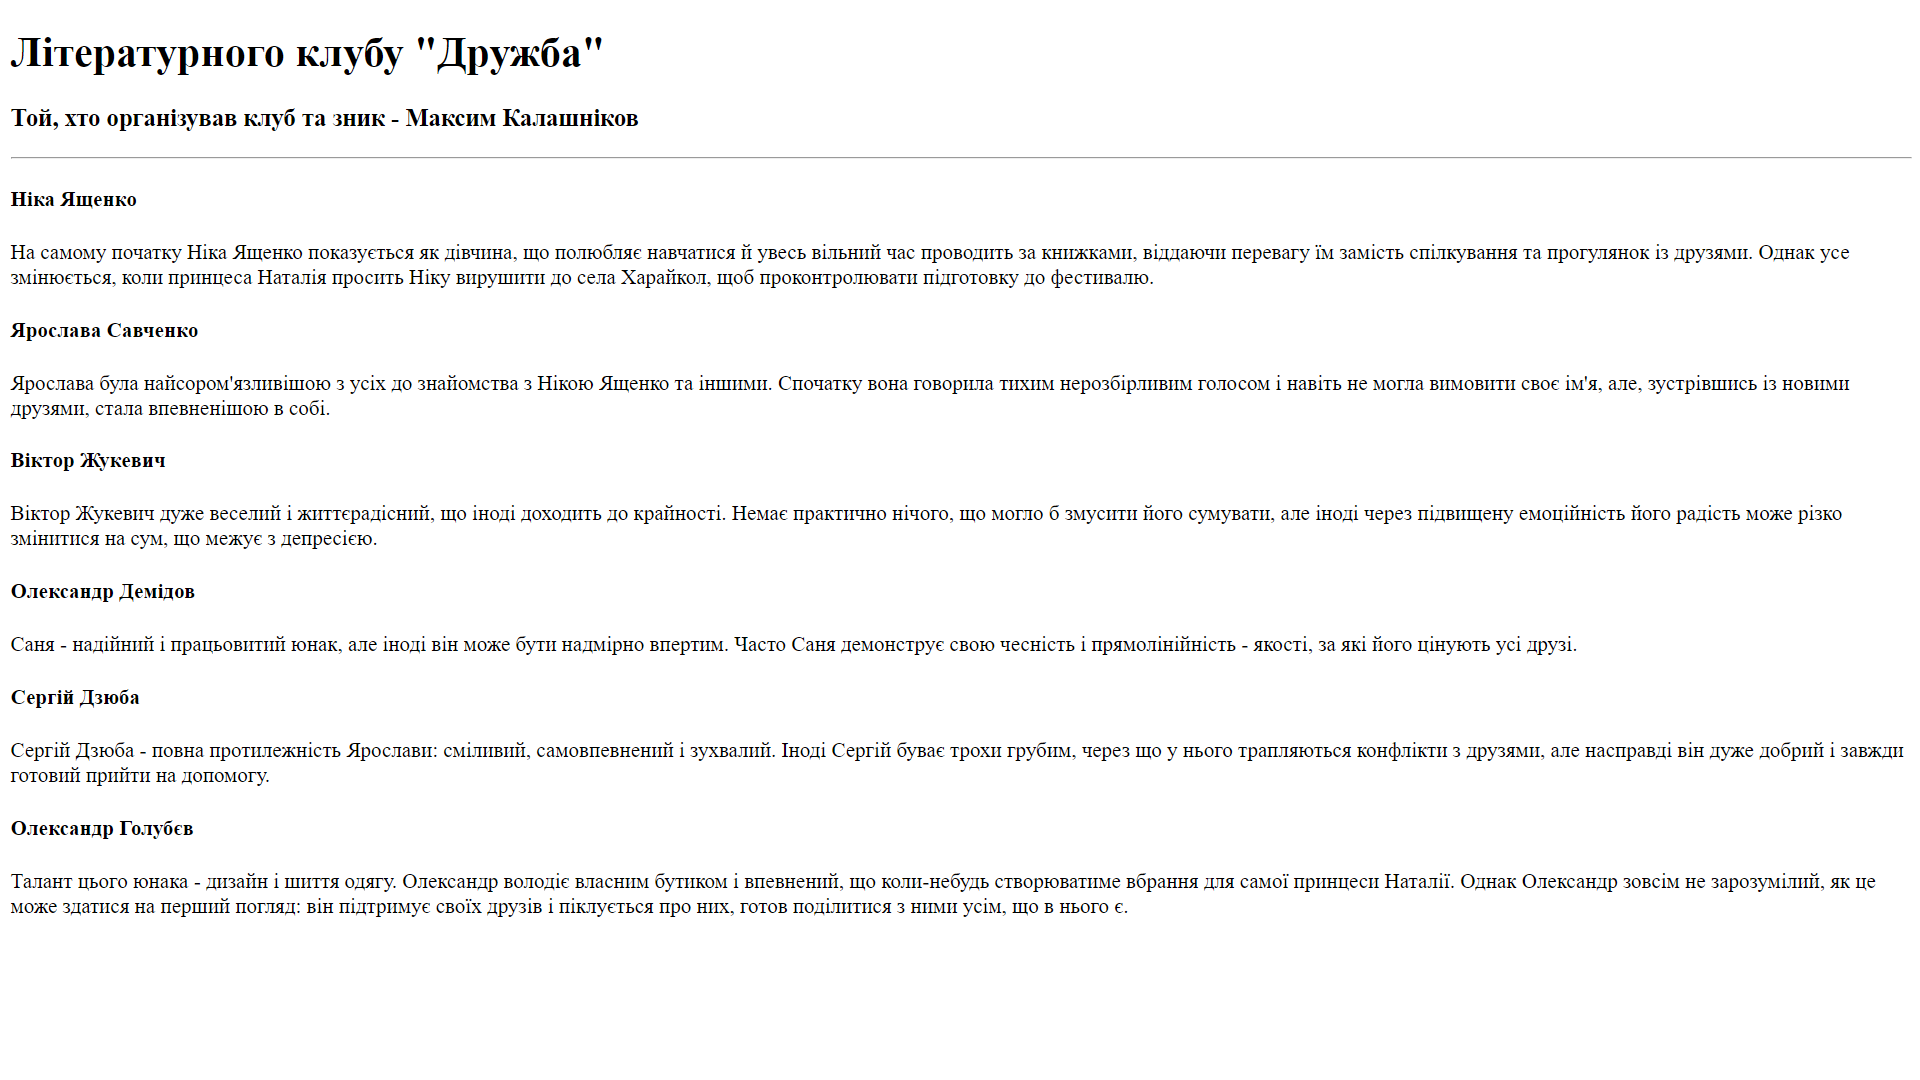 Літературного клубу "Дружба"
Той, хто організував клуб та зник - Максим Калашніков
Ніка Ященко
На самому початку Ніка Ященко показується як дівчина, що полюбляє навчатися й увесь вільний час проводить за книжками, віддаючи перевагу їм замість спілкування та прогулянок із друзями. Однак усе
змінюється, коли принцеса Наталія просить Ніку вирушити до села Харайкол, щоб проконтролювати підготовку до фестивалю.
Ярослава Савченко
Ярослава була найсором'язливішою з усіх до знайомства з Нікою Ященко та іншими. Спочатку вона говорила тихим нерозбірливим голосом і навіть не могла вимовити своє ім'я, але, зустрівшись із новими
друзями, стала впевненішою в собі.
Віктор Жукевич
Віктор Жукевич дуже веселий і життєрадісний, що іноді доходить до крайності. Немає практично нічого, що могло б змусити його сумувати, але іноді через підвищену емоційність його радість може різко
змінитися на сум, що межує з депресією.
Олександр Демідов
Саня - надійний і працьовитий юнак, але іноді він може бути надмірно впертим. Часто Саня демонструє свою чесність і прямолінійність - якості, за які його цінують усі друзі.
Сергій Дзюба
Сергій Дзюба - повна протилежність Ярослави: сміливий, самовпевнений і зухвалий. Іноді Сергій буває трохи грубим, через що у нього трапляються конфлікти з друзями, але насправді він дуже добрий і завжди
готовий прийти на допомогу.
Олександр Голубєв
Талант цього юнака - дизайн і шиття одягу. Олександр володіє власним бутиком і впевнений, що коли-небудь створюватиме вбрання для самої принцеси Наталії. Однак Олександр зовсім не зарозумілий, як це
може здатися на перший погляд: він підтримує своїх друзів і піклується про них, готов поділитися з ними усім, що в нього є.